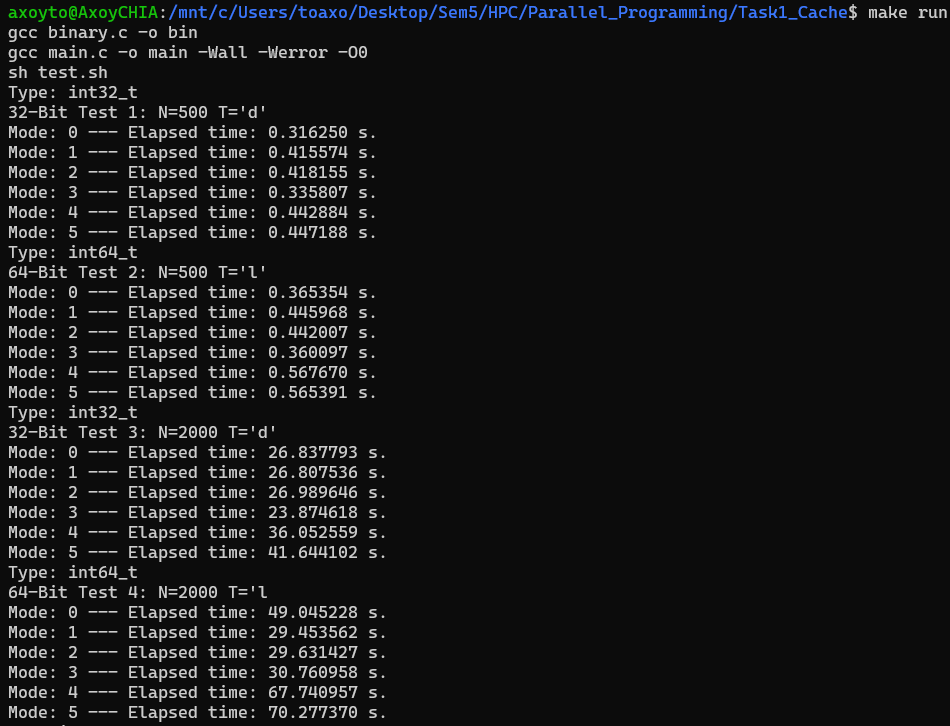 axoyto@AxoyCHIA:/mnt/c/Users/toaxo/Desktop/Sem5/HPC/Parallel_Programming/Task1_Cache$ make run
gcc binary.c -o bin
gcc main.c -o main -Wall -Werror -O0
sh test.sh
Type: int32_t
32-Bit Test 1: N=500 T='d'
Mode: 0 --- Elapsed time: 0.316250 s.
Mode: 1 --- Elapsed time: 0.415574 s.
Mode: 2 --- Elapsed time: 0.418155 s.
Mode: 3 --- Elapsed time: 0.335807 s.
Mode: 4 --- Elapsed time: 0.442884 s.
Mode: 5 --- Elapsed time: 0.447188 s.
Type: int64_t
64-Bit Test 2: N=500 T='l'
Mode: 0 --- Elapsed time: 0.365354 s.
Mode: 1 --- Elapsed time: 0.445968 s.
Mode: 2 --- Elapsed time: 0.442007 s.
Mode: 3 --- Elapsed time: 0.360097 s.
Mode: 4 --- Elapsed time: 0.567670 s.
Mode: 5 --- Elapsed time: 0.565391 s.
Type: int32_t
32-Bit Test 3: N=2000 T='d'
Mode: 0 --- Elapsed time: 26.837793 s.
Mode: 1 --- Elapsed time: 26.807536 s.
Mode: 2 --- Elapsed time: 26.989646 s.
Mode: 3 --- Elapsed time: 23.874618 s.
Mode: 4 --- Elapsed time: 36.052559 s.
Mode: 5 --- Elapsed time: 41.644102 s.
Type: int64_t
64-Bit Test 4: N=2000 T='l
Mode: 0 --- Elapsed time: 49.045228 s.
Mode: 1 --- Elapsed time: 29.453562 s.
Mode: 2 --- Elapsed time: 29.631427 s.
Mode: 3 --- Elapsed time: 30.760958 s.
Mode: 4 --- Elapsed time: 67.740957 s.
Mode: 5 --- Elapsed time: 70.277370 s.